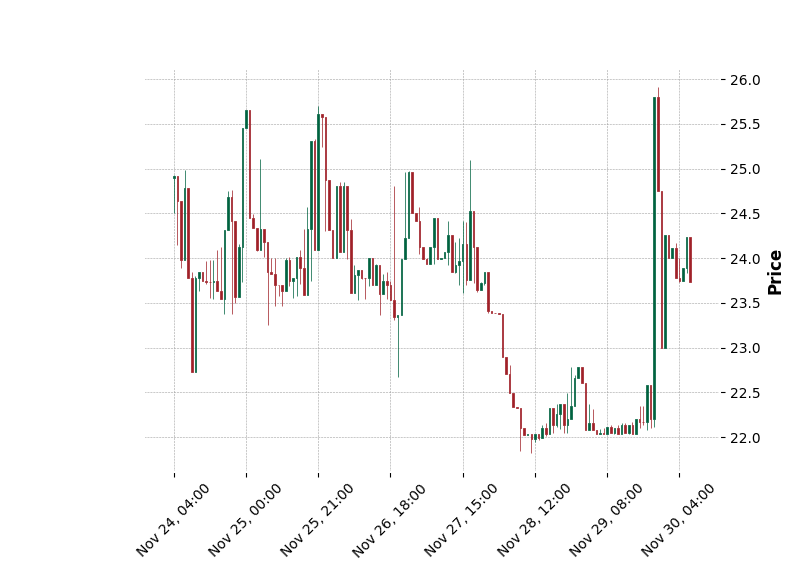 26.0
25.5
25.0
24.5
24.0
23.5
23.0
22.5
22.0
Price
Nov 24, 04:00
Nov 25, 00:00
Nov 25, 21:00
Nov 26, 18:00
Nov 27, 15:00
Nov 28, 12:00
Nov 29, 08:00
Nov 30, 04:00